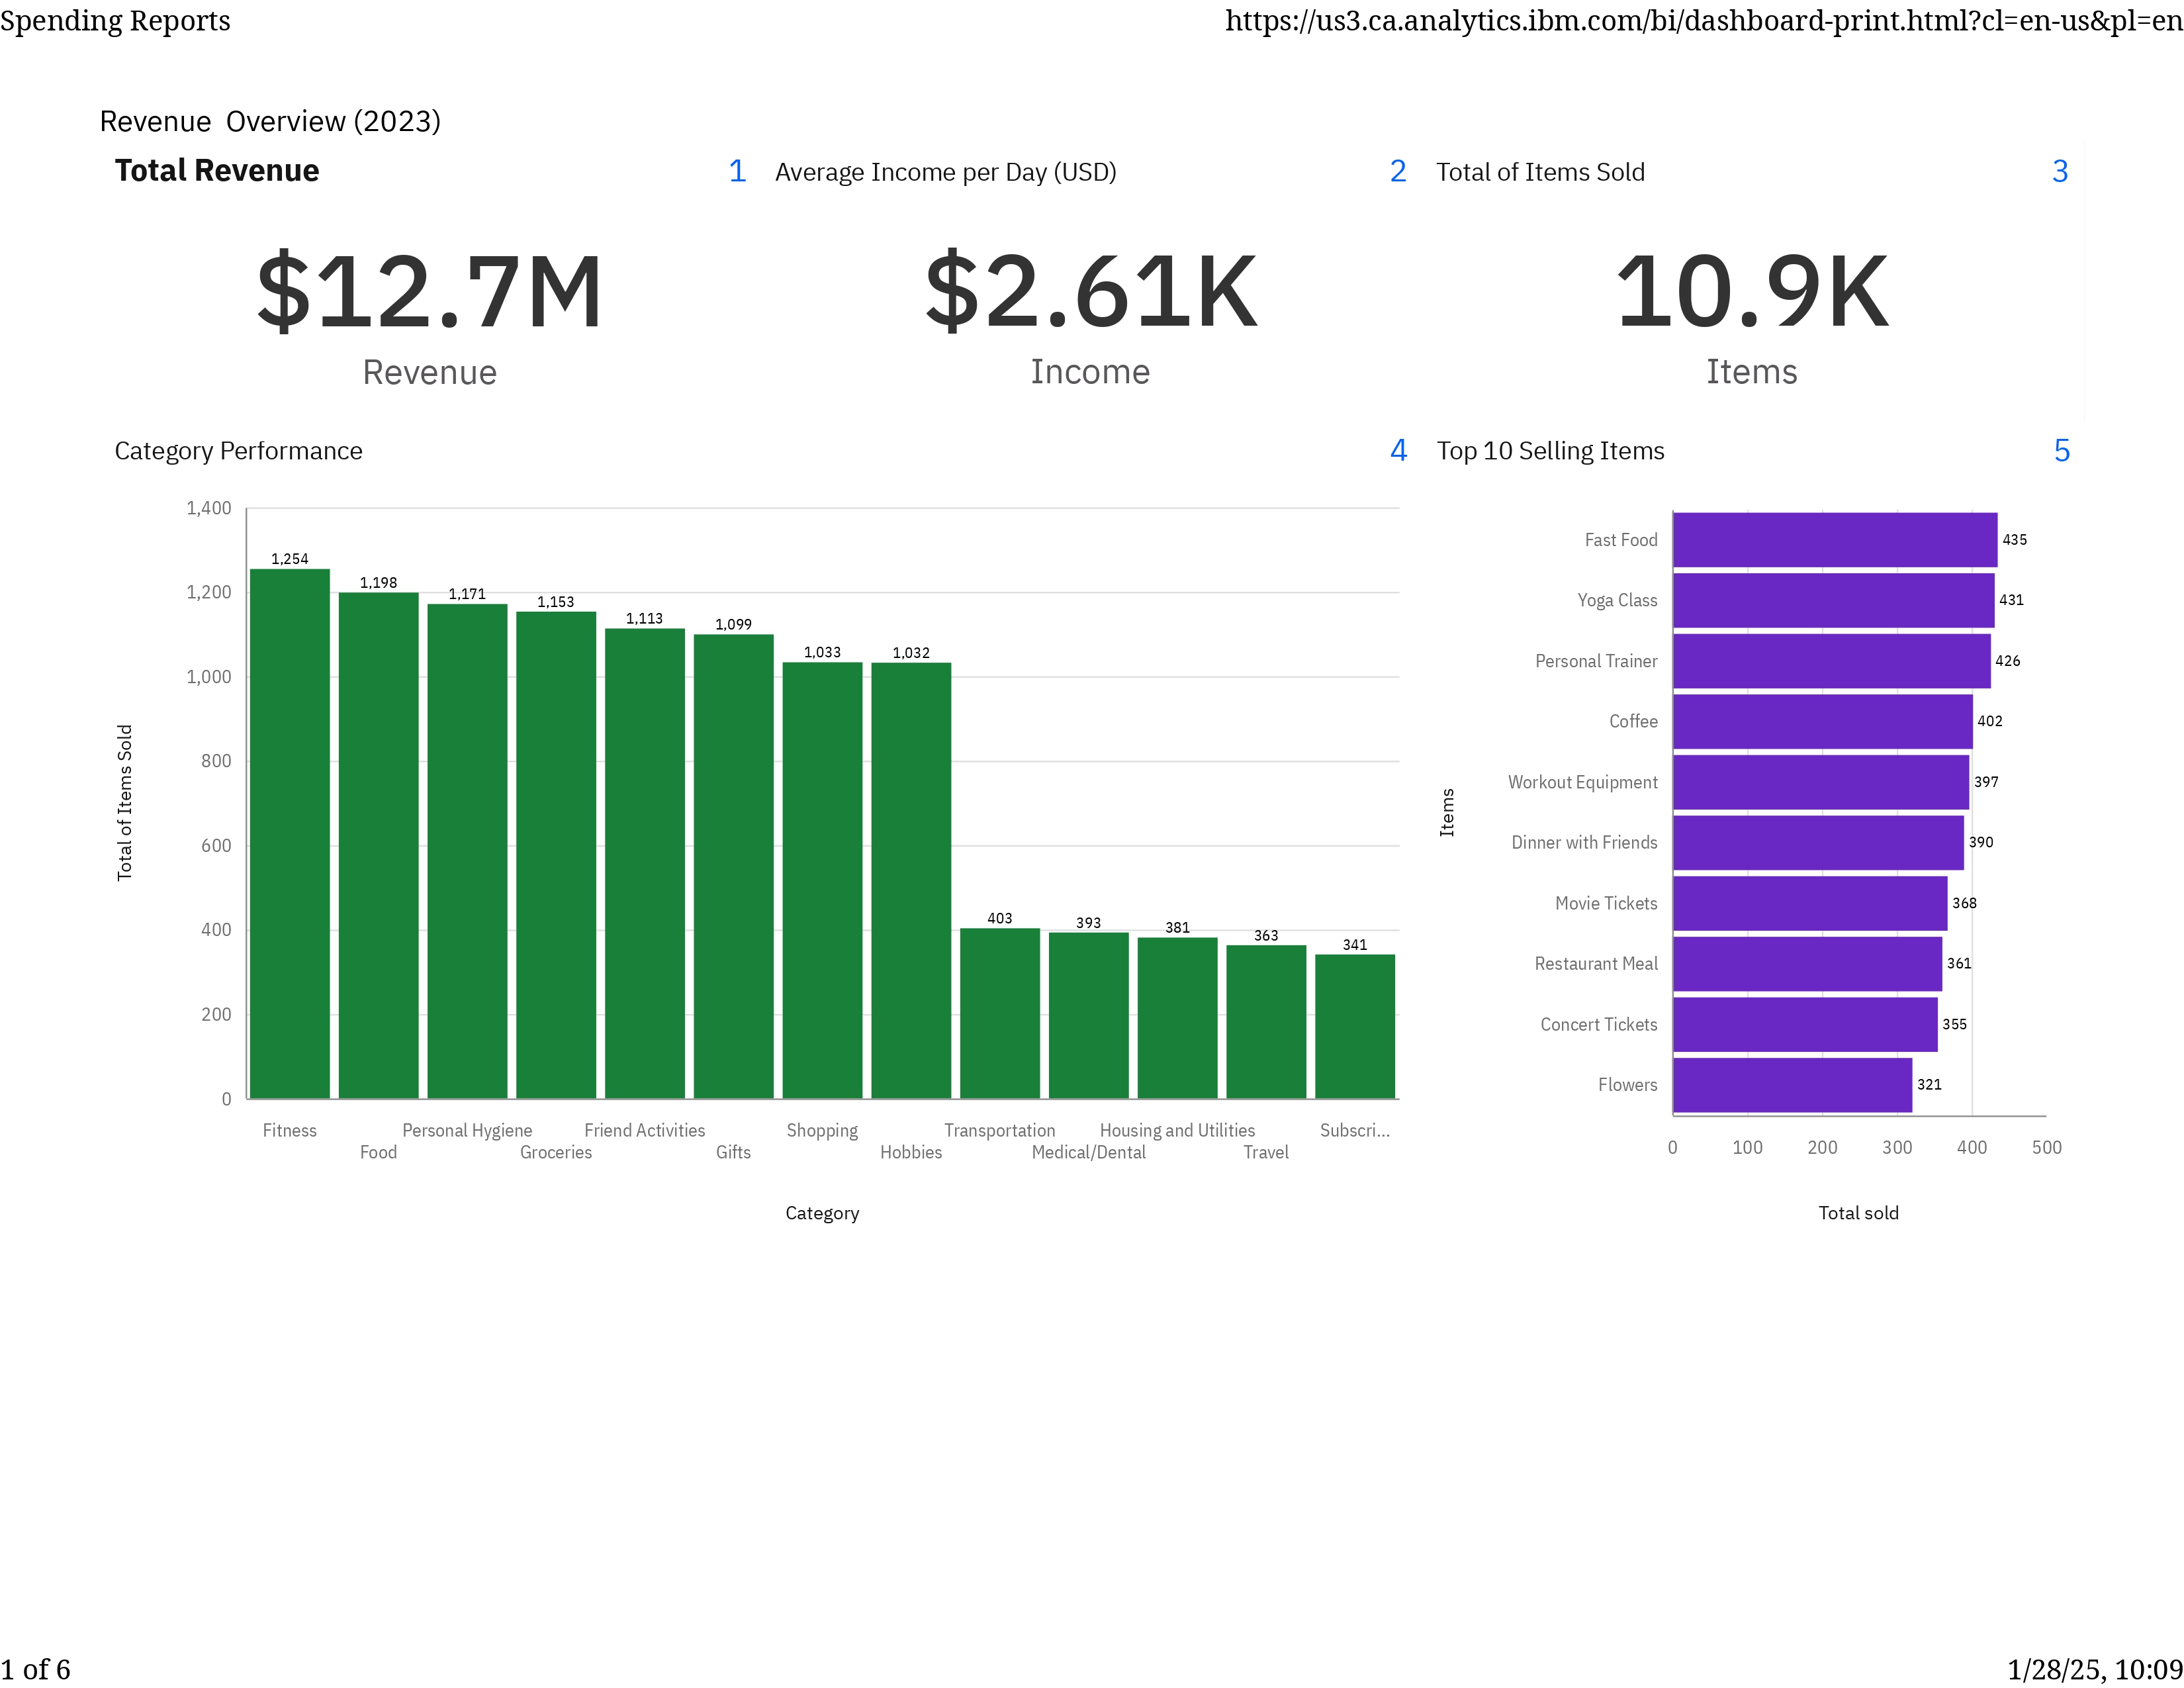 Spending Reports https://us3.ca.analytics.ibm.com/bi/dashboard-print.html?cl=en-us&pl=en
Revenue  Overview (2023)
Total Revenue 1
Average Income per Day (USD) 2
Total of Items Sold 3
$12.7M
Revenue
$2.61K
Income
10.9K
Items
Category Performance 4
Total of Items Sold
1,400
1,200
1,000
800
600
400
200
0
1,254
1,198
1,171
1,153
1,113
1,099
1,033
1,032
403
393
381
363
341
Fitness
Food
Personal Hygiene
Groceries
Friend Activities
Gifts
Shopping
Hobbies
Transportation
Medical/Dental
Housing and Utilities
Travel
Subscri...
Category
Top 10 Selling Items 5
Items
Fast Food 435
Yoga Class 431
Personal Trainer 426
Coffee 402
Workout Equipment 397
Dinner with Friends 390
Movie Tickets 368
Restaurant Meal 361
Concert Tickets 355
Flowers 321
0 100 200 300 400 500
Total sold
1 of 6 1/28/25, 10:09